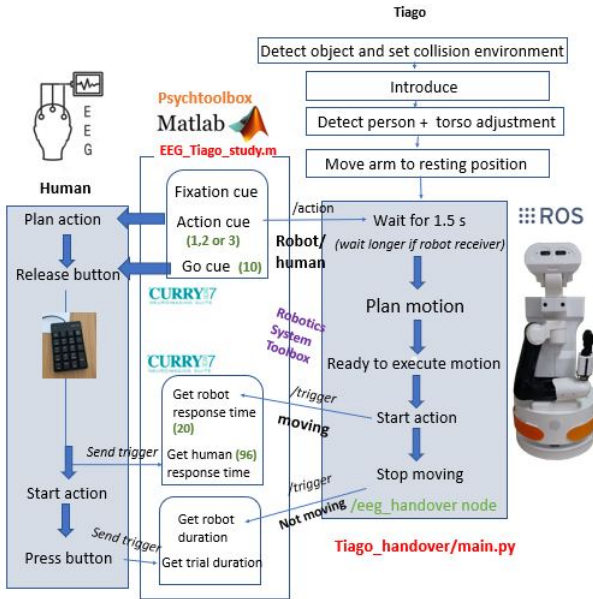 Tiago
Detect object and set collision environment
Introduce
Detect person + torso adjustment
Move arm to resting position
E
E
G
Human
Plan action
Release button
Start action
Press button
Psychtoolbox
Matlab
EEG_Tiago_study.m
Fixation cue
Action cue
(1,2 or 3)
Go cue (10)
CURRY 7
NEUROIMAGING SUITE
CURRY 7
NEUROIMAGING SUITE
Get robot
response time
(20)
Get human (96)
response time
Get robot
duration
Get trial duration
Send trigger
Send trigger
/action
Robot/
human
Robotics
System
Toolbox
/trigger
moving
/trigger
Not moving
Wait for 1.5 s
(wait longer if robot receiver)
Plan motion
Ready to execute motion
Start action
Stop moving
/eeg_handover node
Tiago_handover/main.py
ROS